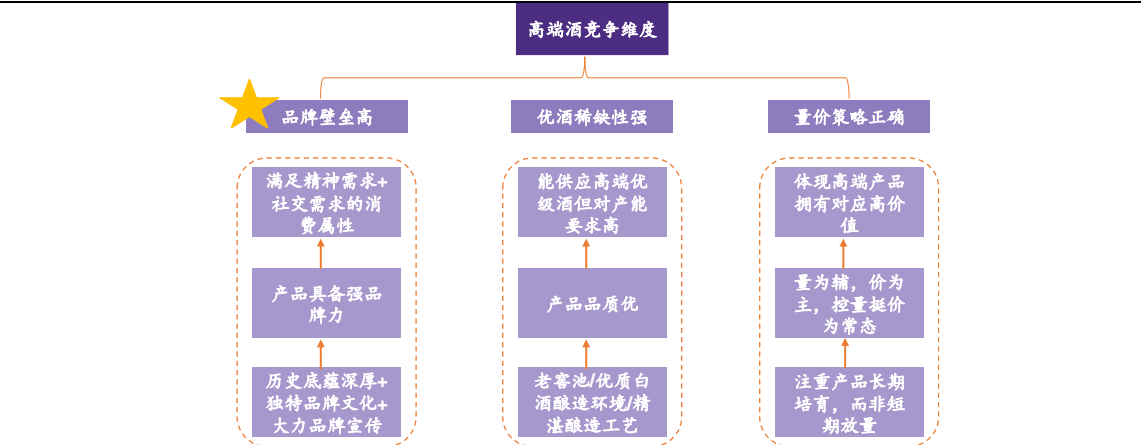 高端酒竞争维度
品牌壁垒高
优酒稀缺性强
量价策略正确
满足精神需求+
社交需求的消
费属性
能供应高端优
级酒但对产能
要求高
体现高端产品
拥有对应高价
值
产品具备强品
牌力
产品品质优
量为辅，价为
主，控量挺价
为常态
历史底蕴深厚+
独特品牌文化+
大力品牌宣传
老窖池/优质白
酒酿造环境/精
湛酿造工艺
注重产品长期
培育，而非短
期放量